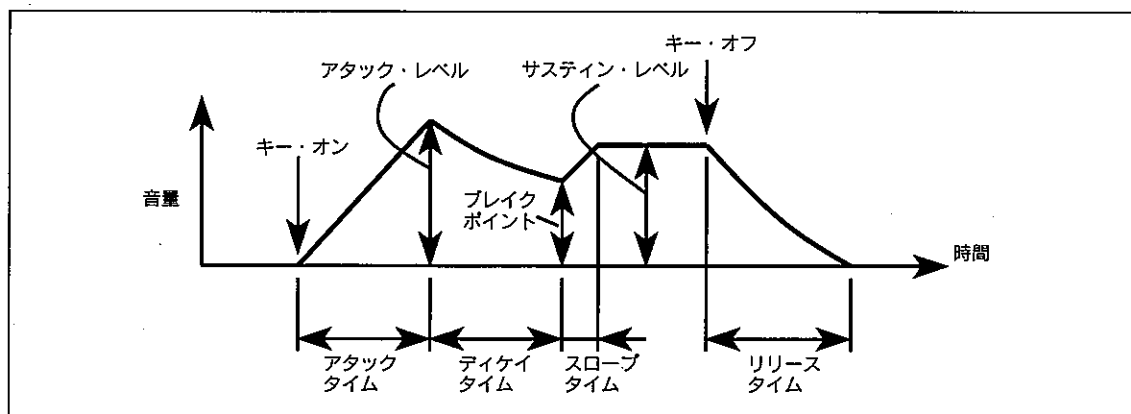 キー・オフ
アタック・レベル
サスティン・レベル
キー・オン
音量
ブレイク
ポイント
時間
アタック
タイム
ディケイ
タイム
スロープ
タイム
リリース
タイム